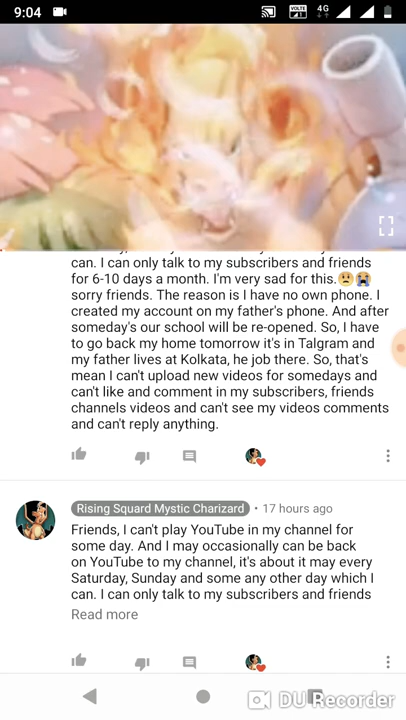 9:04
VOLTE
4G
can. I can only talk to my subscribers and friends
for 6-10 days a month. I'm very sad for this.😟😭
sorry friends. The reason is I have no own phone. I
created my account on my father's phone. And after
someday's our school will be re-opened. So, I have
to go back my home tomorrow it's in Talgram and
my father lives at Kolkata, he job there. So, that's
mean I can't upload new videos for somedays and
can't like and comment in my subscribers, friends
channels videos and can't see my videos comments
and can't reply anything.
Rising Squard Mystic Charizard • 17 hours ago
Friends, I can't play YouTube in my channel for
some day. And I may occasionally can be back
on YouTube to my channel, it's about it may every
Saturday, Sunday and some any other day which I
can. I can only talk to my subscribers and friends
Read more
DU Recorder